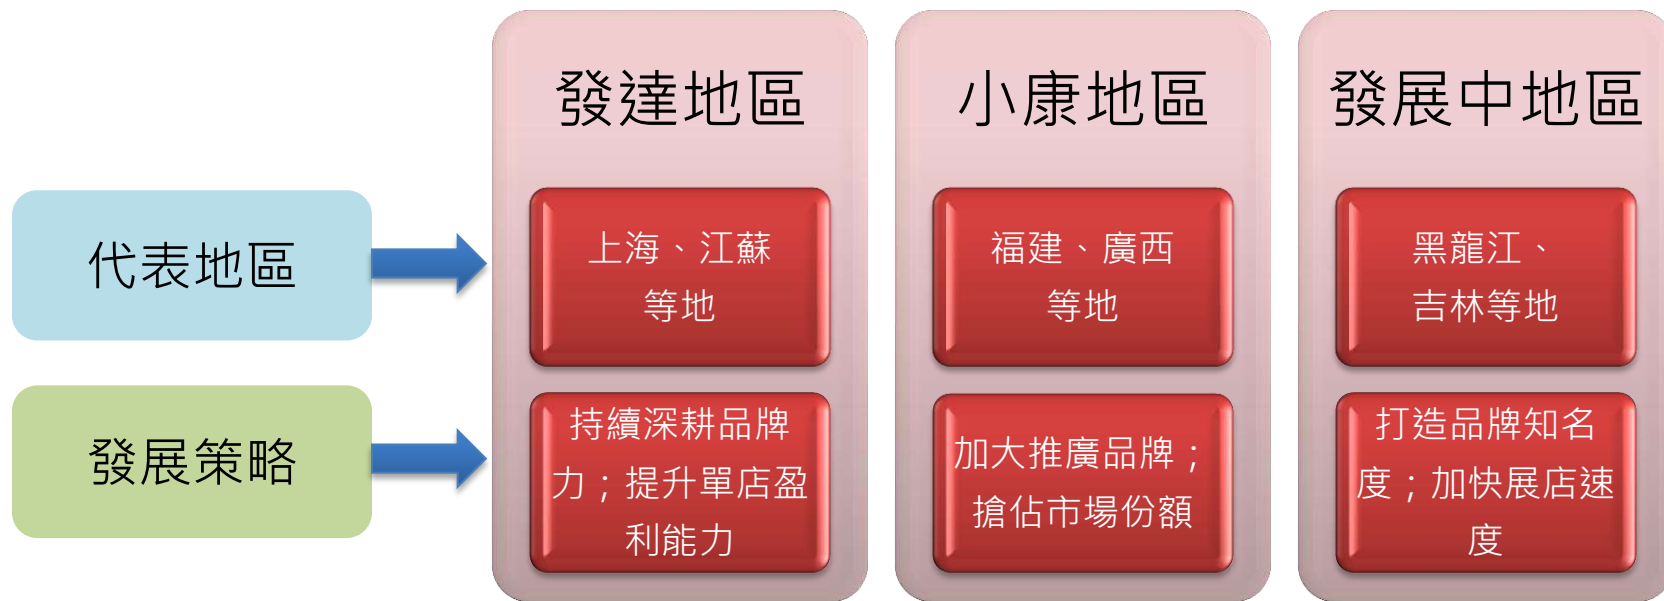 發達地區
小康地區
發展中地區
代表地區
上海、江蘇
等地
福建、廣西
等地
黑龍江、
吉林等地
發展策略
持續深耕品牌
力；提升單店盈
利能力
加大推廣品牌；
搶佔市場份額
打造品牌知名
度；加快展店速
度